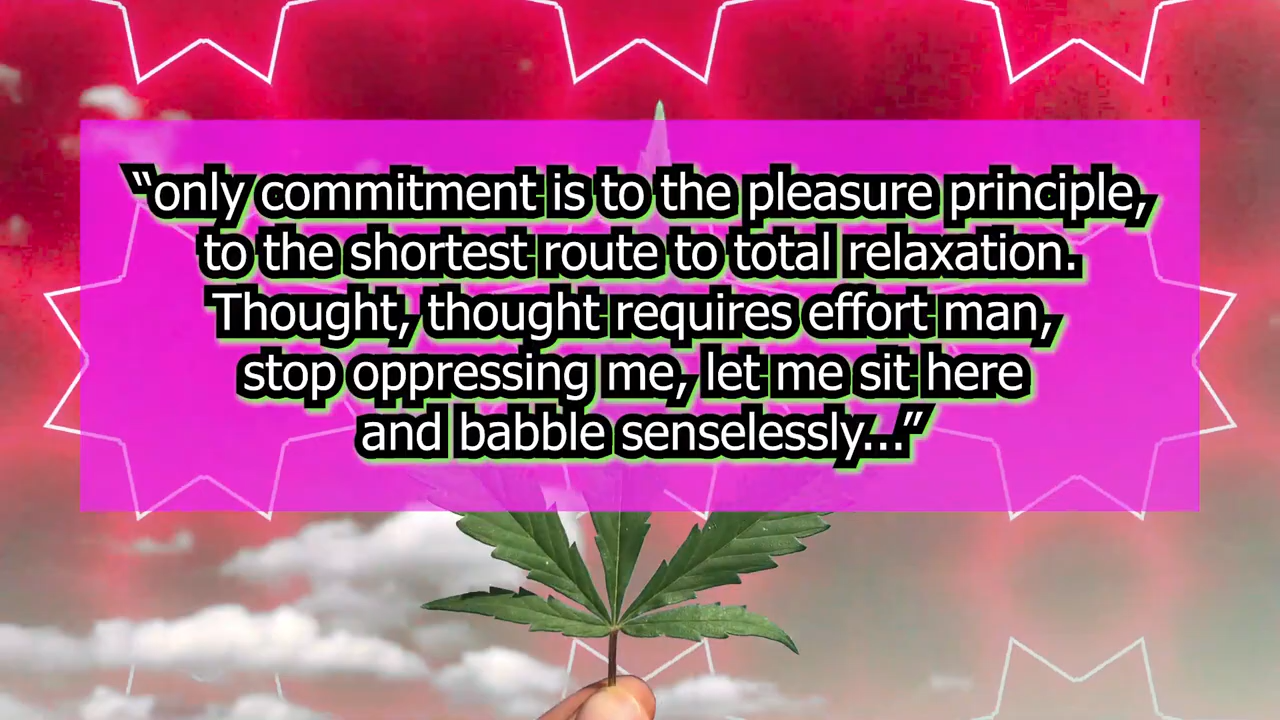 “only commitment is to the pleasure principle,
to the shortest route to total relaxation.
Thought, thought requires effort man,
stop oppressing me, let me sit here
and babble senselessly...”